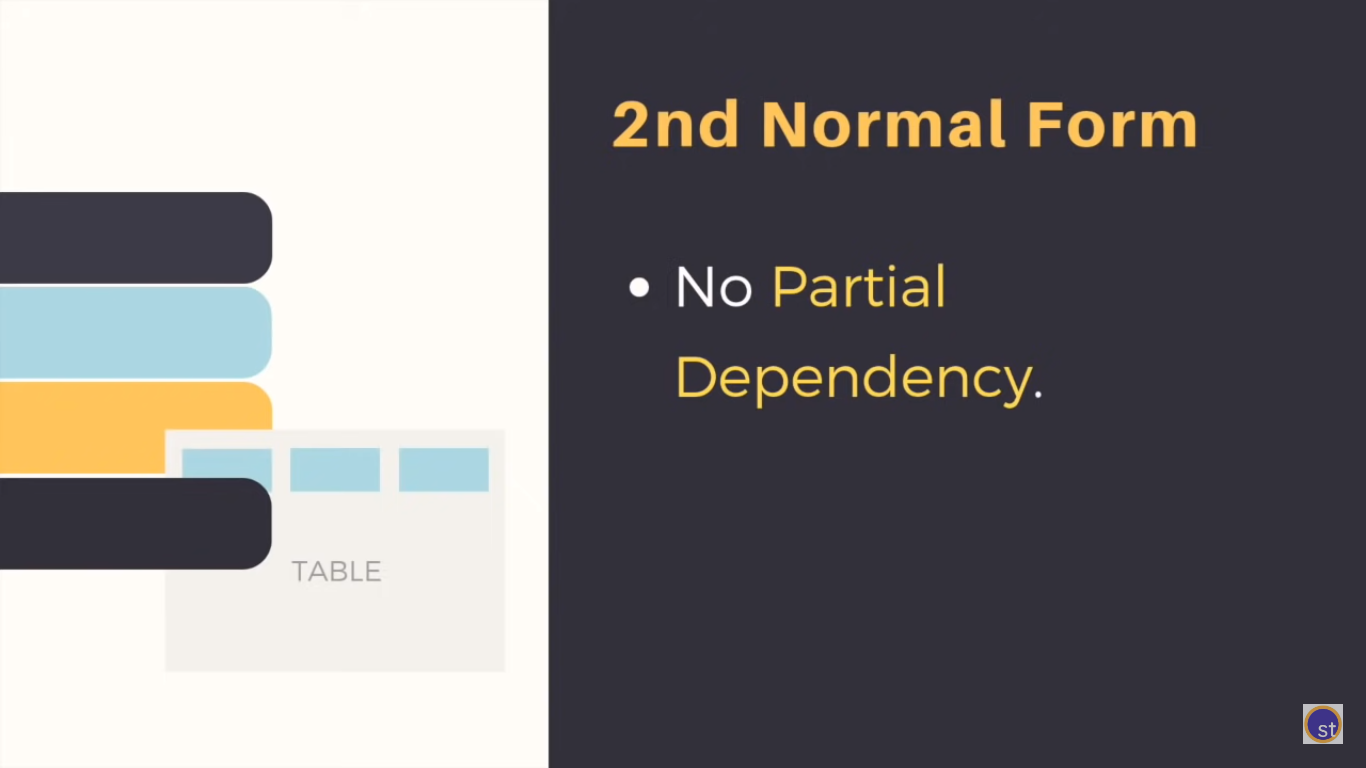 2nd Normal Form
• No Partial
Dependency.
TABLE
st